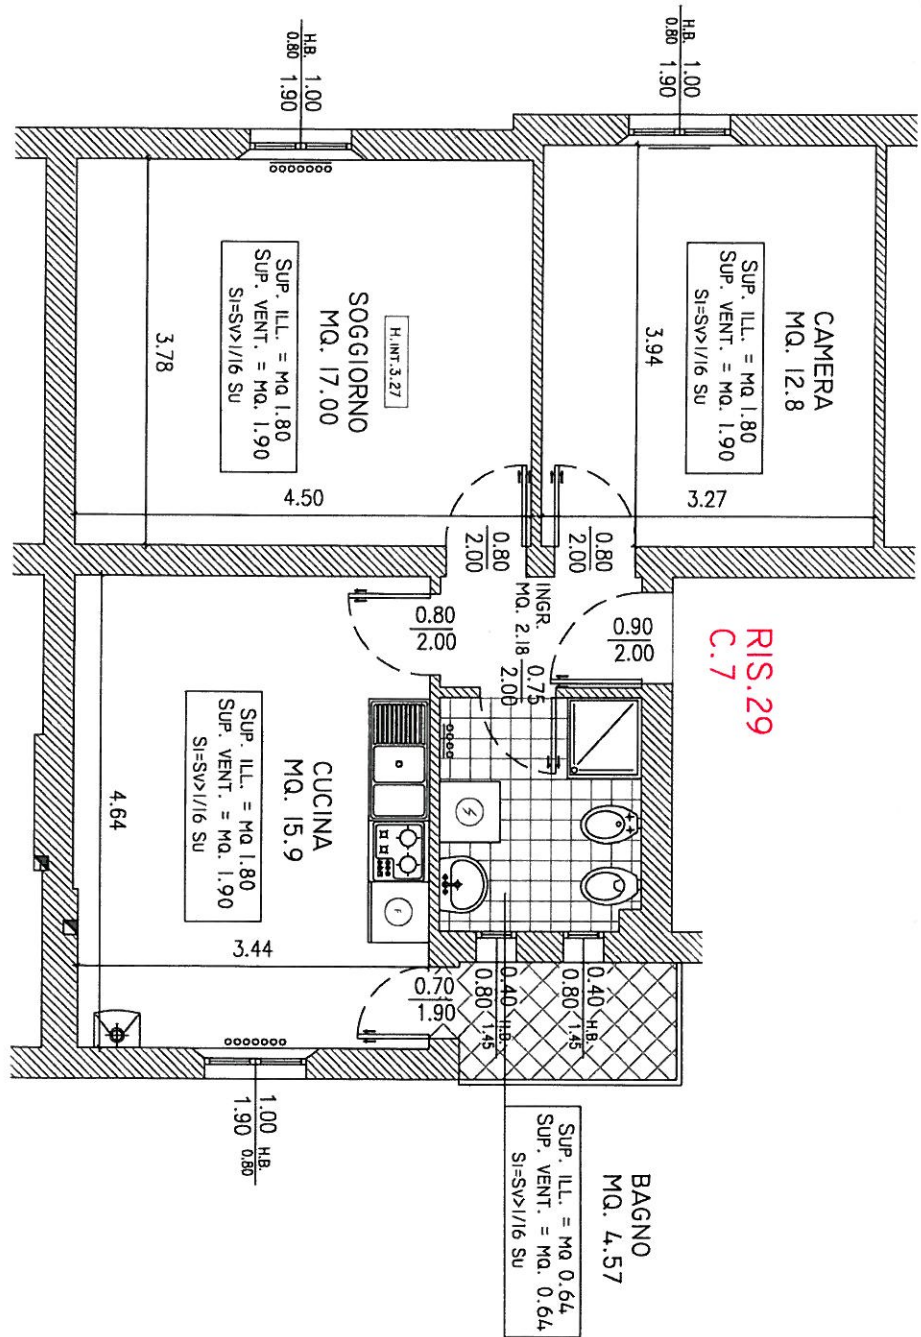 H.B. 1.00
0.80 1.90
H.B. 1.00
0.80 1.90
CAMERA
MQ. 12.8
SUP. ILL. = MQ 1.80
SUP. VENT. = MQ. 1.90
SI=SV>1/16 SU
3.94
3.27
H.INT.3.27
SOGGIORNO
MQ. 17.00
SUP. ILL. = MQ 1.80
SUP. VENT. = MQ. 1.90
SI=SV>1/16 SU
3.78
4.50
0.80
2.00
0.80
2.00
RIS.29
C.7
0.90
2.00
INGR.
MQ. 2.18
0.75
2.00
0.80
2.00
CUCINA
MQ. 15.9
SUP. ILL. = MQ 1.80
SUP. VENT. = MQ. 1.90
SI=SV>1/16 SU
4.64
3.44
F
0.70
1.90
0.40 H.B.
0.80 1.45
0.40 H.B.
0.80 1.45
1.00 H.B.
1.90 0.80
BAGNO
MQ. 4.57
SUP. ILL. = MQ 0.64
SUP. VENT. = MQ. 0.64
SI=SV>1/16 SU